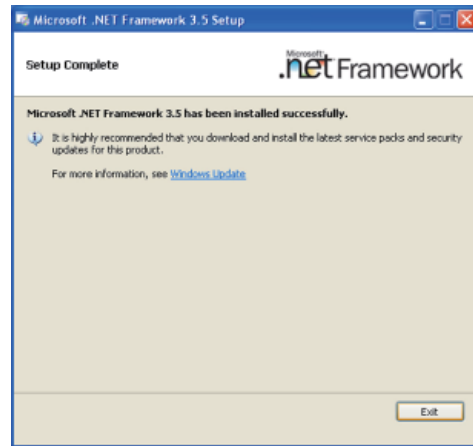 Microsoft .NET Framework 3.5 Setup
Setup Complete
Microsoft
.net Framework
Microsoft .NET Framework 3.5 has been installed successfully.
It is highly recommended that you download and install the latest service packs and security
updates for this product.
For more information, see Windows Update
Exit